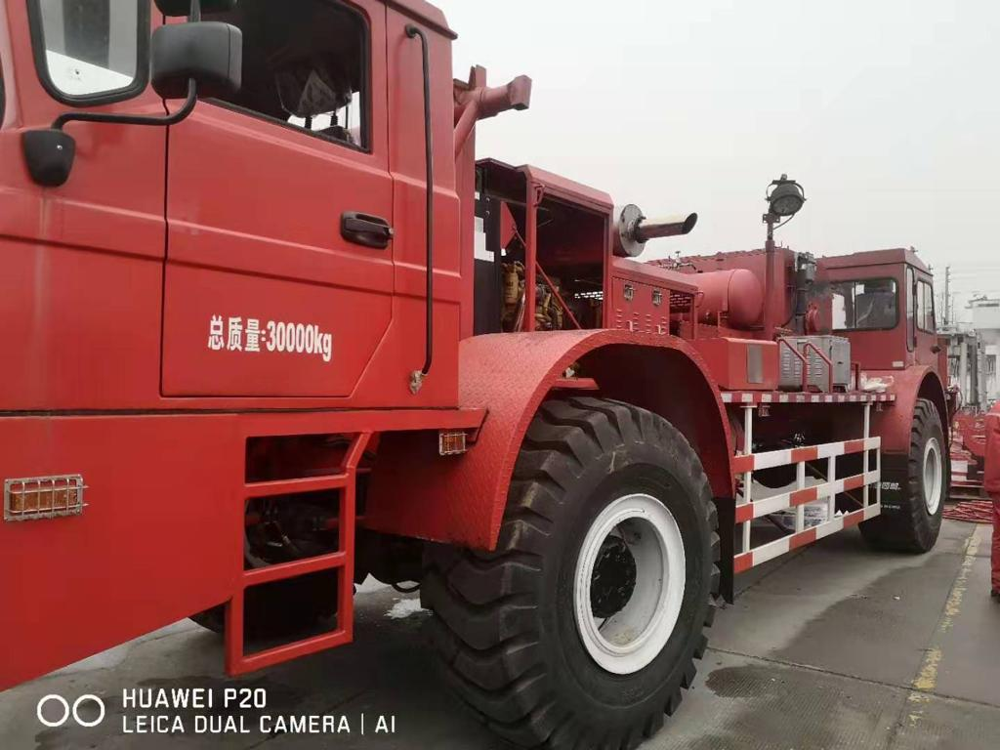 总质量:30000kg
HUAWEI P20
LEICA DUAL CAMERA | AI